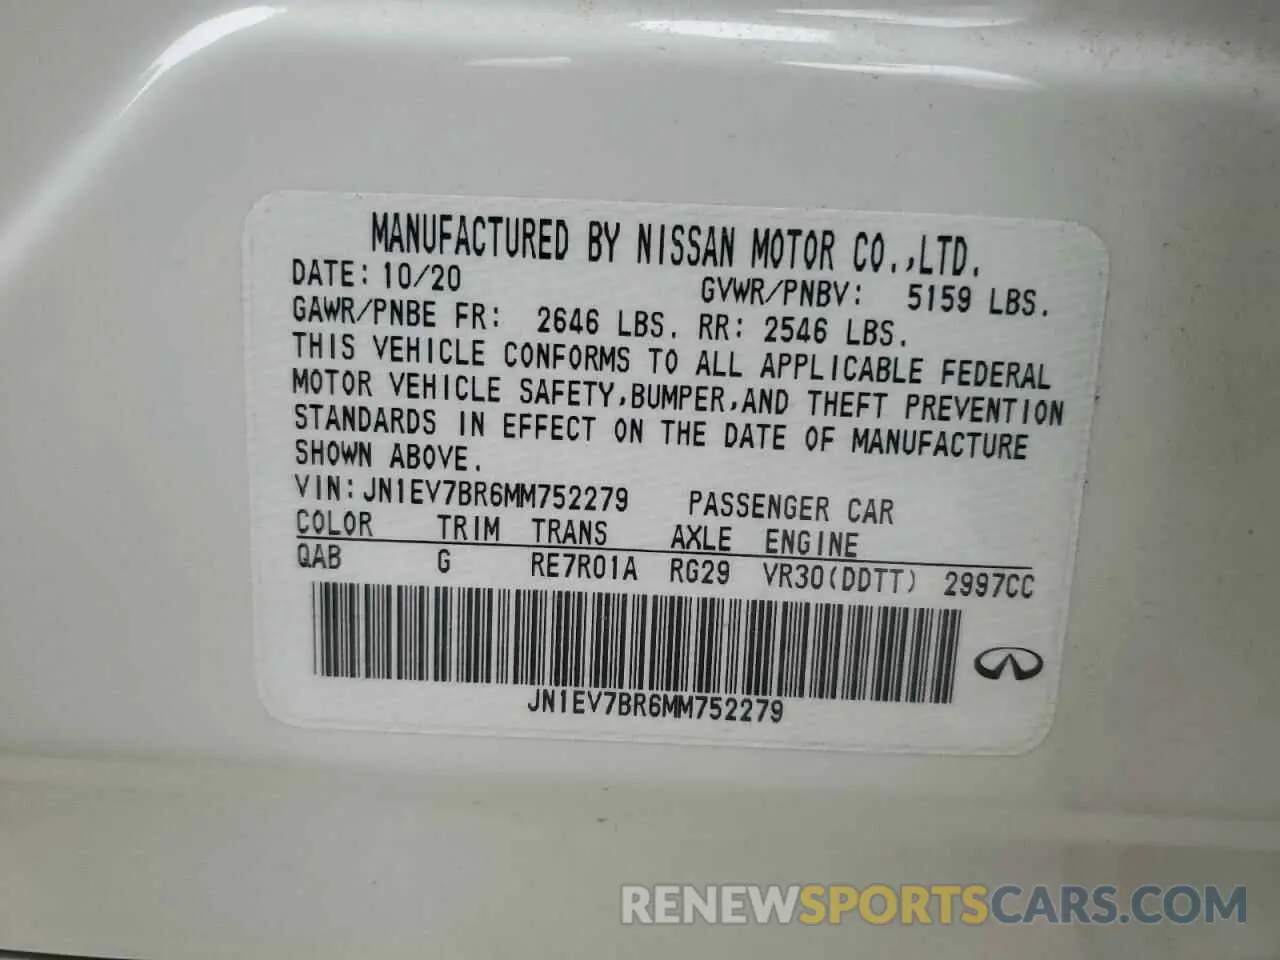 MANUFACTURED BY NISSAN MOTOR CO.,LTD.
DATE: 10/20 GVWR/PNBV: 5159 LBS.
GAWR/PNBE FR: 2646 LBS. RR: 2546 LBS.
THIS VEHICLE CONFORMS TO ALL APPLICABLE FEDERAL
MOTOR VEHICLE SAFETY,BUMPER,AND THEFT PREVENTION
STANDARDS IN EFFECT ON THE DATE OF MANUFACTURE
SHOWN ABOVE.
VIN: JN1EV7BR6MM752279 PASSENGER CAR
COLOR TRIM TRANS AXLE ENGINE
QAB G RE7R01A RG29 VR30(DDTT) 2997CC
JN1EV7BR6MM752279
RENEWSPORTSCARS.COM